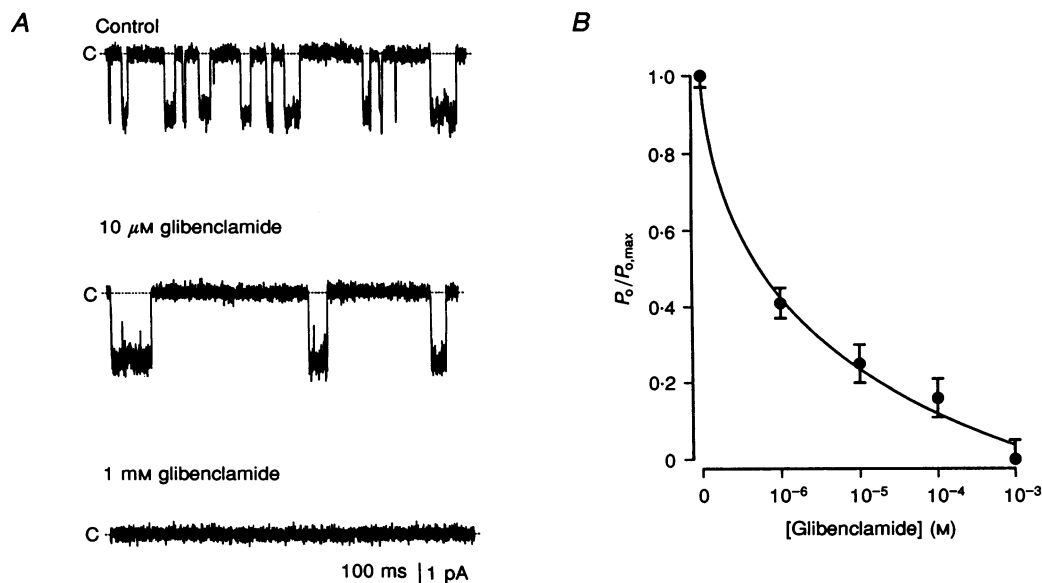 A
Control
C
10 μM glibenclamide
C
1 mM glibenclamide
C
100 ms 1 pA
B
1·0
0·8
0·6
0·4
0·2
0
Po/Po,max
0 10−6 10−5 10−4 10−3
[Glibenclamide] (M)